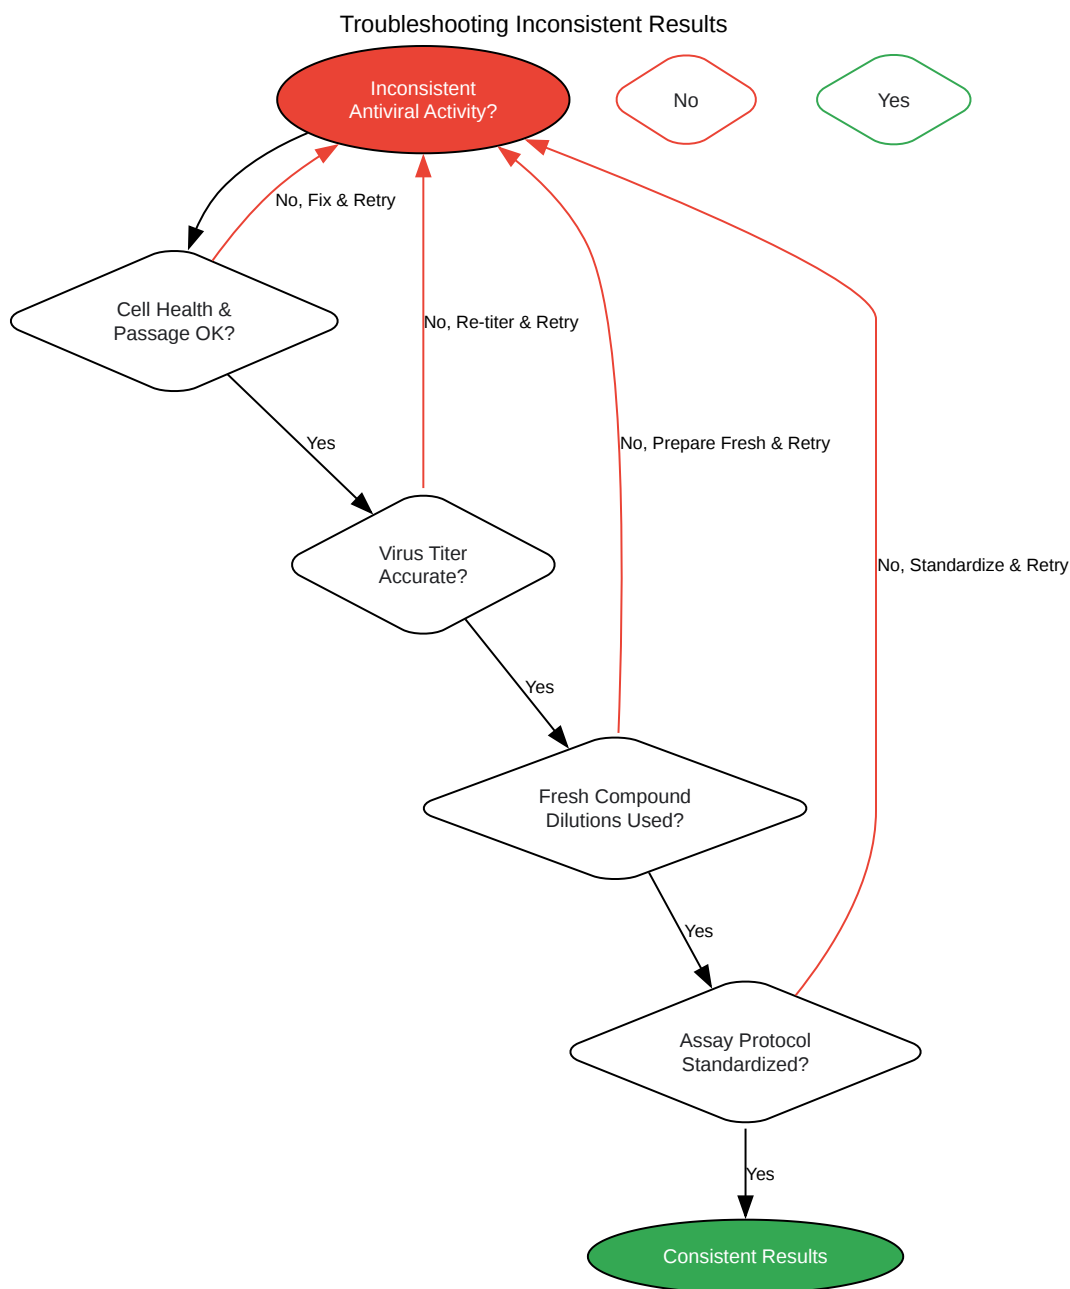 Troubleshooting Inconsistent Results
Inconsistent
Antiviral Activity?
No
Yes
No, Fix & Retry
Cell Health &
Passage OK?
No, Re-titer & Retry
Yes
No, Prepare Fresh & Retry
Virus Titer
Accurate?
No, Standardize & Retry
Yes
Fresh Compound
Dilutions Used?
Yes
Assay Protocol
Standardized?
Yes
Consistent Results